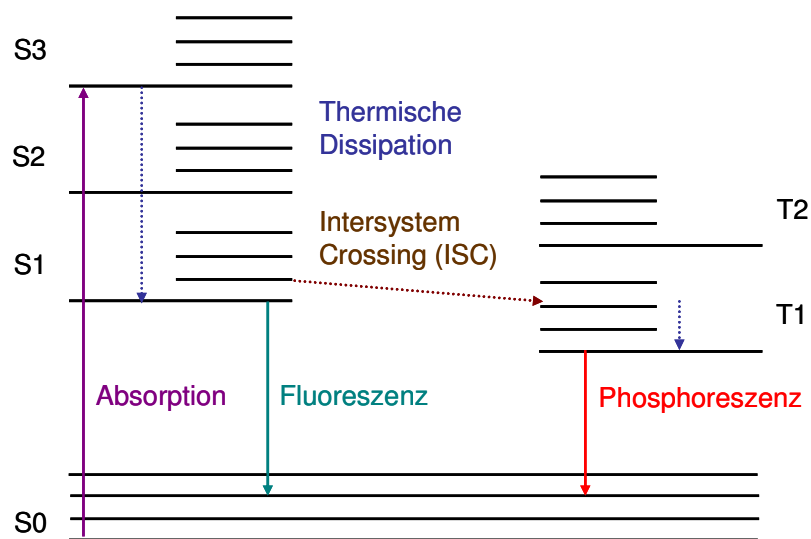 S3
Thermische
Dissipation
S2
T2
Intersystem
Crossing (ISC)
S1
T1
Absorption
Fluoreszenz
Phosphoreszenz
S0